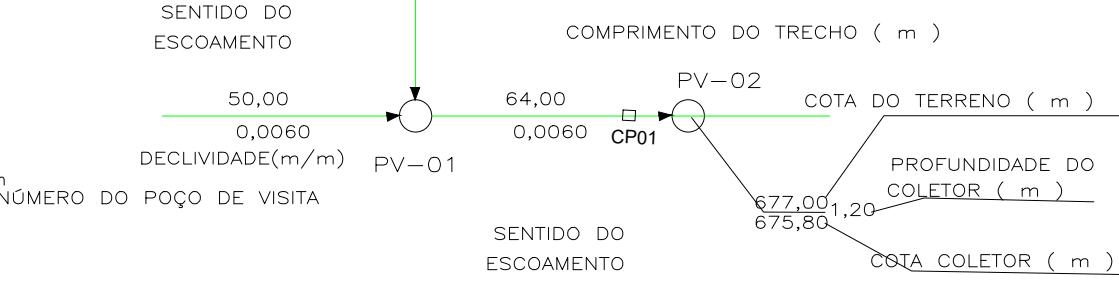 SENTIDO DO
ESCOAMENTO
COMPRIMENTO DO TRECHO ( m )
PV-02
50,00
64,00
COTA DO TERRENO ( m )
0,0060
0,0060
CP01
DECLIVIDADE(m/m)
PV-01
PROFUNDIDADE DO
COLETOR ( m )
NÚMERO DO POÇO DE VISITA
677,00
1,20
675,80
SENTIDO DO
ESCOAMENTO
COTA COLETOR ( m )